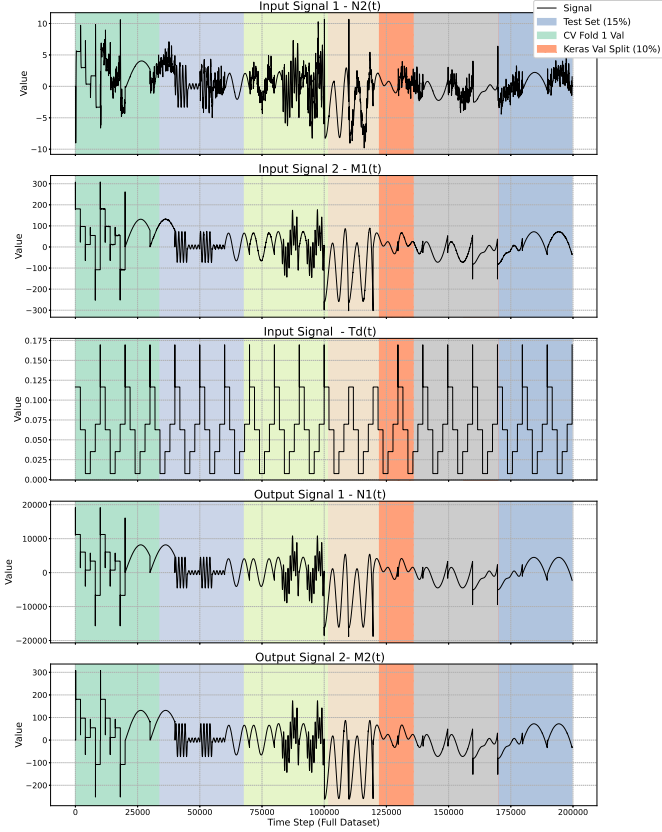 Input Signal 1 - N2(t)
Signal
Test Set (15%)
CV Fold 1 Val
Keras Val Split (10%)
Value
10
5
0
−5
−10
Input Signal 2 - M1(t)
Value
300
200
100
0
−100
−200
−300
Input Signal - Td(t)
Value
0.175
0.150
0.125
0.100
0.075
0.050
0.025
0.000
Output Signal 1 - N1(t)
Value
20000
10000
0
−10000
−20000
Output Signal 2- M2(t)
Value
300
200
100
0
−100
−200
0 25000 50000 75000 100000 125000 150000 175000 200000
Time Step (Full Dataset)